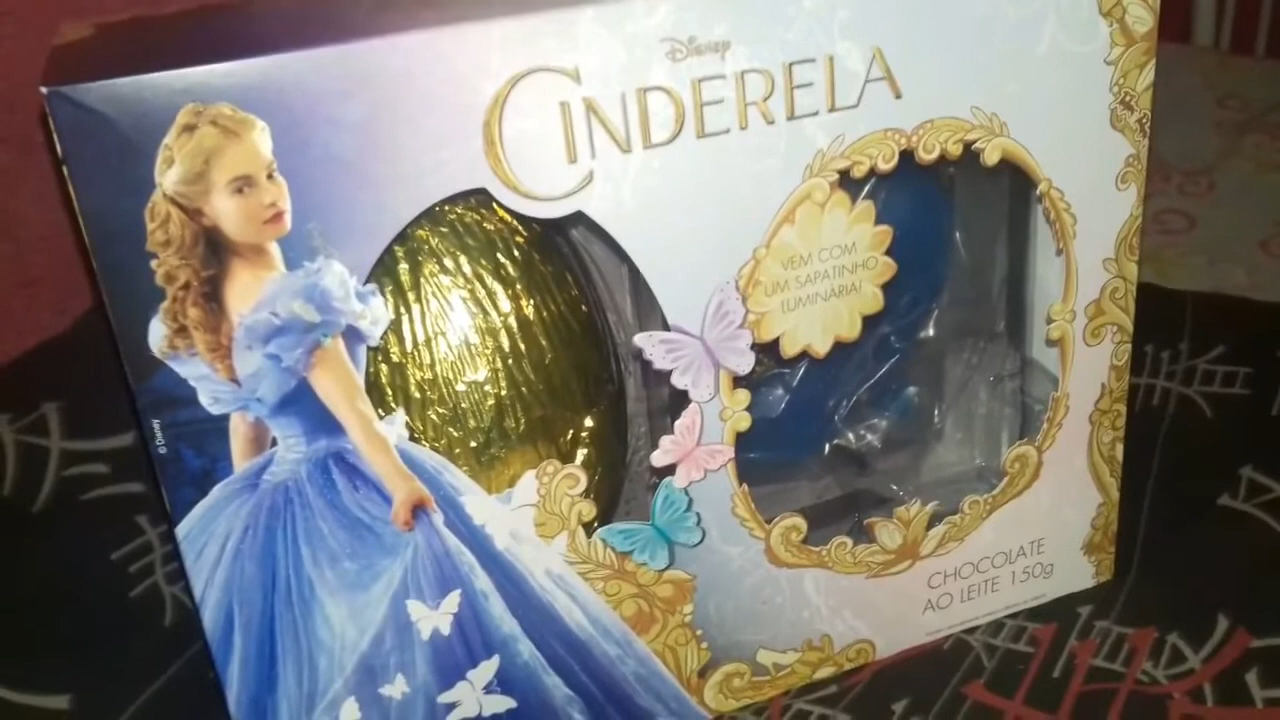 Disney
CINDERELA
VEM COM
UM SAPATINHO
LUMINÁRIA!
© Disney
CHOCOLATE
AO LEITE 150g